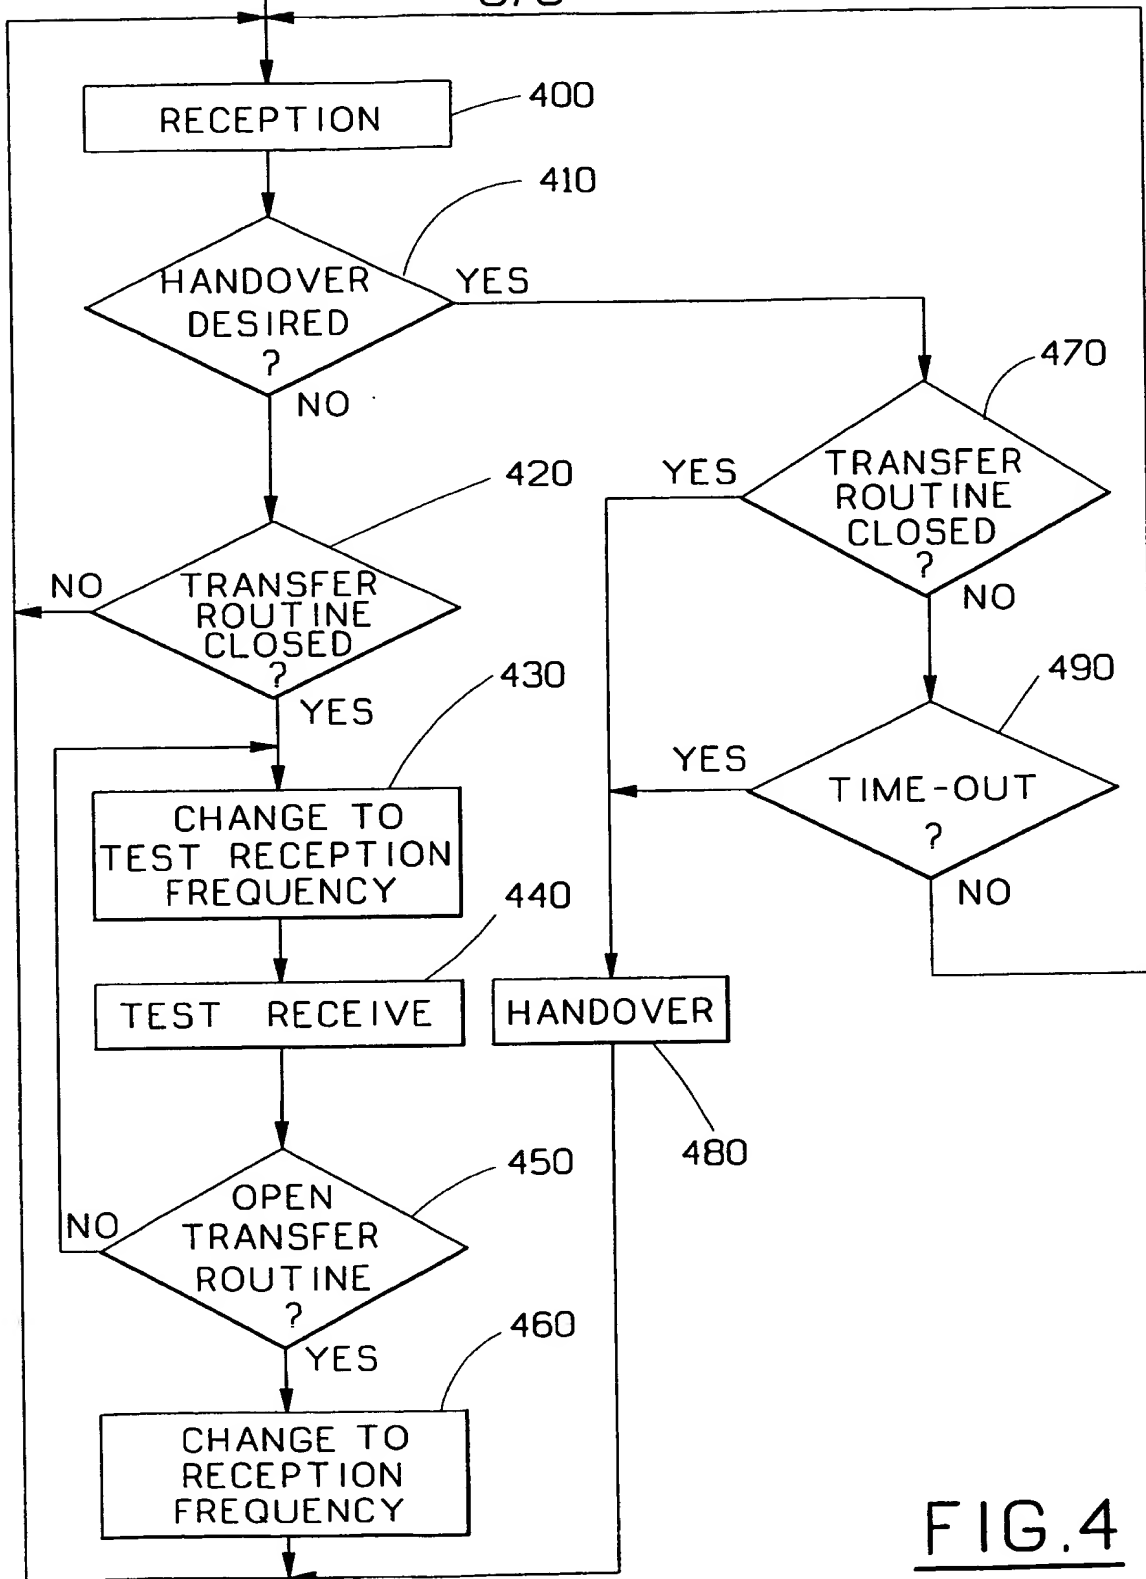 RECEPTION
400
410
HANDOVER
DESIRED
?
YES
NO
470
TRANSFER
ROUTINE
CLOSED
?
YES
NO
420
TRANSFER
ROUTINE
CLOSED
?
NO
YES
430
490
TIME-OUT
?
YES
NO
CHANGE TO
TEST RECEPTION
FREQUENCY
440
TEST RECEIVE
HANDOVER
480
450
OPEN
TRANSFER
ROUTINE
?
NO
YES
460
CHANGE TO
RECEPTION
FREQUENCY
FIG.4